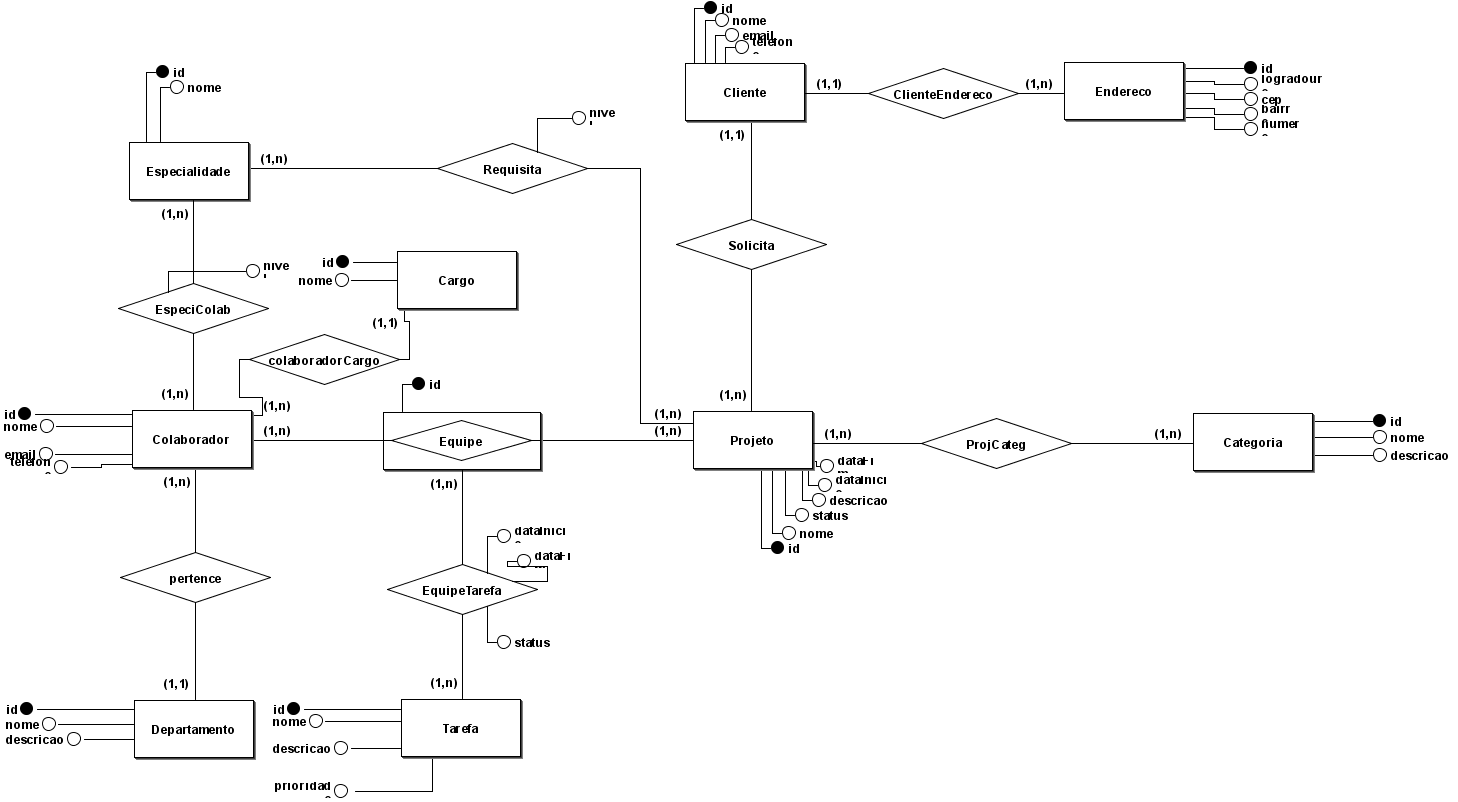 id
nome
email
telefon
Cliente
(1,1)
ClienteEndereco
(1,n)
Endereco
id
logradour
cep
bairr
numer
(1,1)
id
nome
Especialidade
(1,n)
Requisita
nive
(1,n)
Solicita
nive
EspeciColab
id
nome
Cargo
(1,1)
colaboradorCargo
(1,n)
(1,n)
id
id
nome
email
telefon
Colaborador
(1,n)
Equipe
(1,n)
(1,n)
(1,n)
Projeto
(1,n)
ProjCateg
(1,n)
Categoria
id
nome
descricao
dataFi
dataInici
descricao
status
nome
id
(1,n)
(1,n)
dataInici
dataFi
pertence
EquipeTarefa
status
(1,1)
(1,n)
id
nome
descricao
Departamento
id
nome
descricao
prioridad
Tarefa